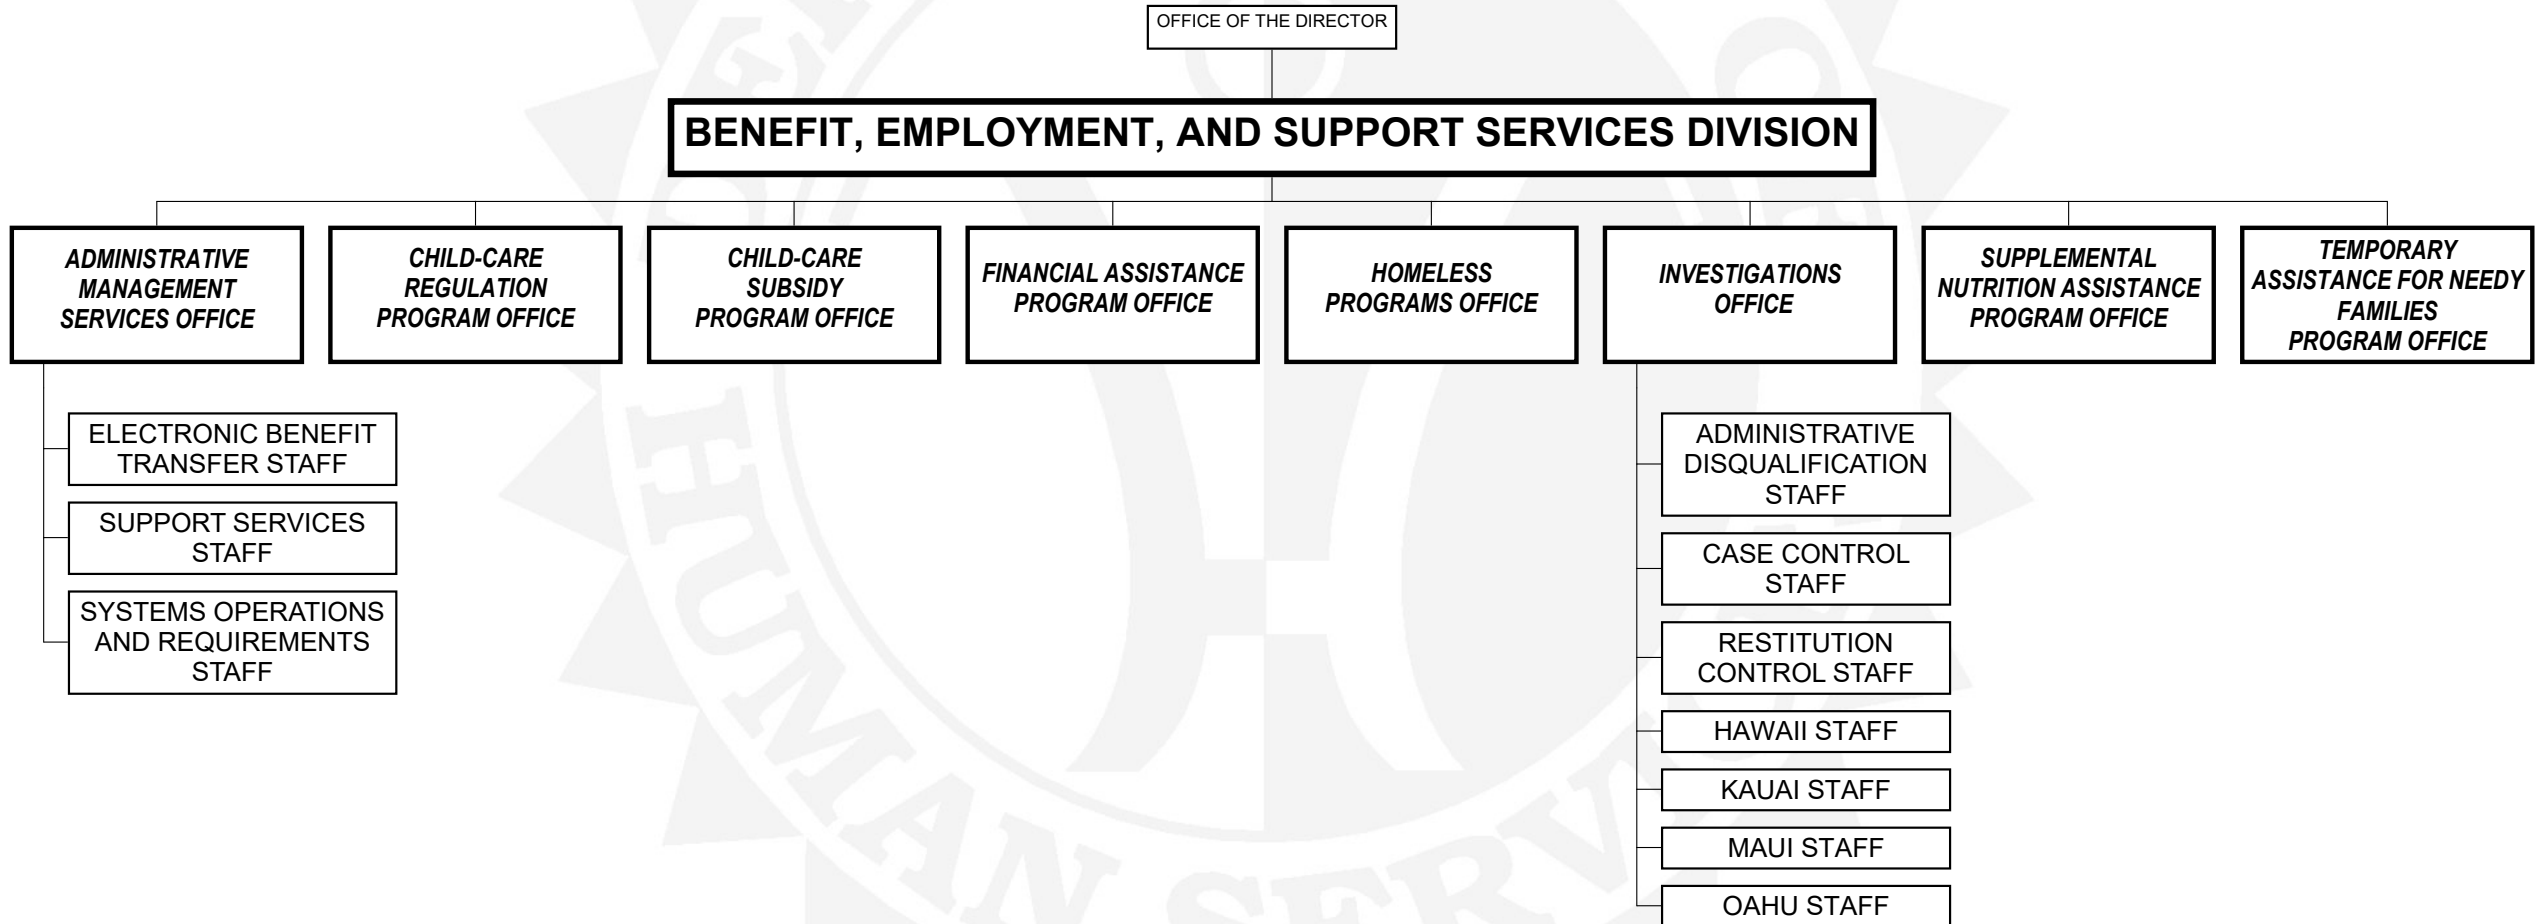 OFFICE OF THE DIRECTOR
BENEFIT, EMPLOYMENT, AND SUPPORT SERVICES DIVISION
ADMINISTRATIVE
MANAGEMENT
SERVICES OFFICE
CHILD-CARE
REGULATION
PROGRAM OFFICE
CHILD-CARE
SUBSIDY
PROGRAM OFFICE
FINANCIAL ASSISTANCE
PROGRAM OFFICE
HOMELESS
PROGRAMS OFFICE
INVESTIGATIONS
OFFICE
SUPPLEMENTAL
NUTRITION ASSISTANCE
PROGRAM OFFICE
TEMPORARY
ASSISTANCE FOR NEEDY
FAMILIES
PROGRAM OFFICE
ELECTRONIC BENEFIT
TRANSFER STAFF
SUPPORT SERVICES
STAFF
SYSTEMS OPERATIONS
AND REQUIREMENTS
STAFF
ADMINISTRATIVE
DISQUALIFICATION
STAFF
CASE CONTROL
STAFF
RESTITUTION
CONTROL STAFF
HAWAII STAFF
KAUAI STAFF
MAUI STAFF
OAHU STAFF
HUMAN